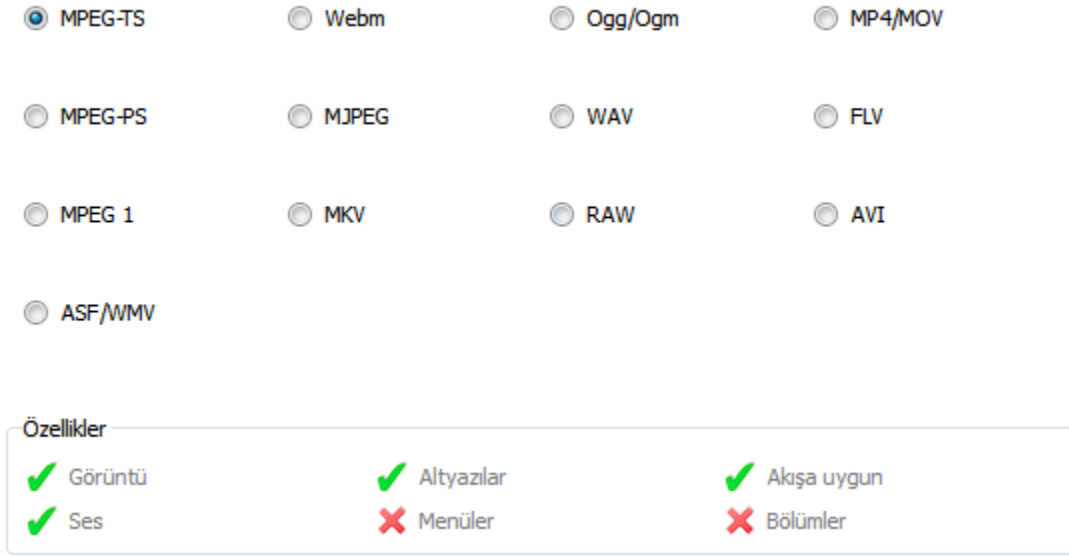 MPEG-TS Webm Ogg/Ogm MP4/MOV
MPEG-PS MJPEG WAV FLV
MPEG 1 MKV RAW AVI
ASF/WMV
Özellikler
Görüntü Altyazılar Akışa uygun
Ses Menüler Bölümler